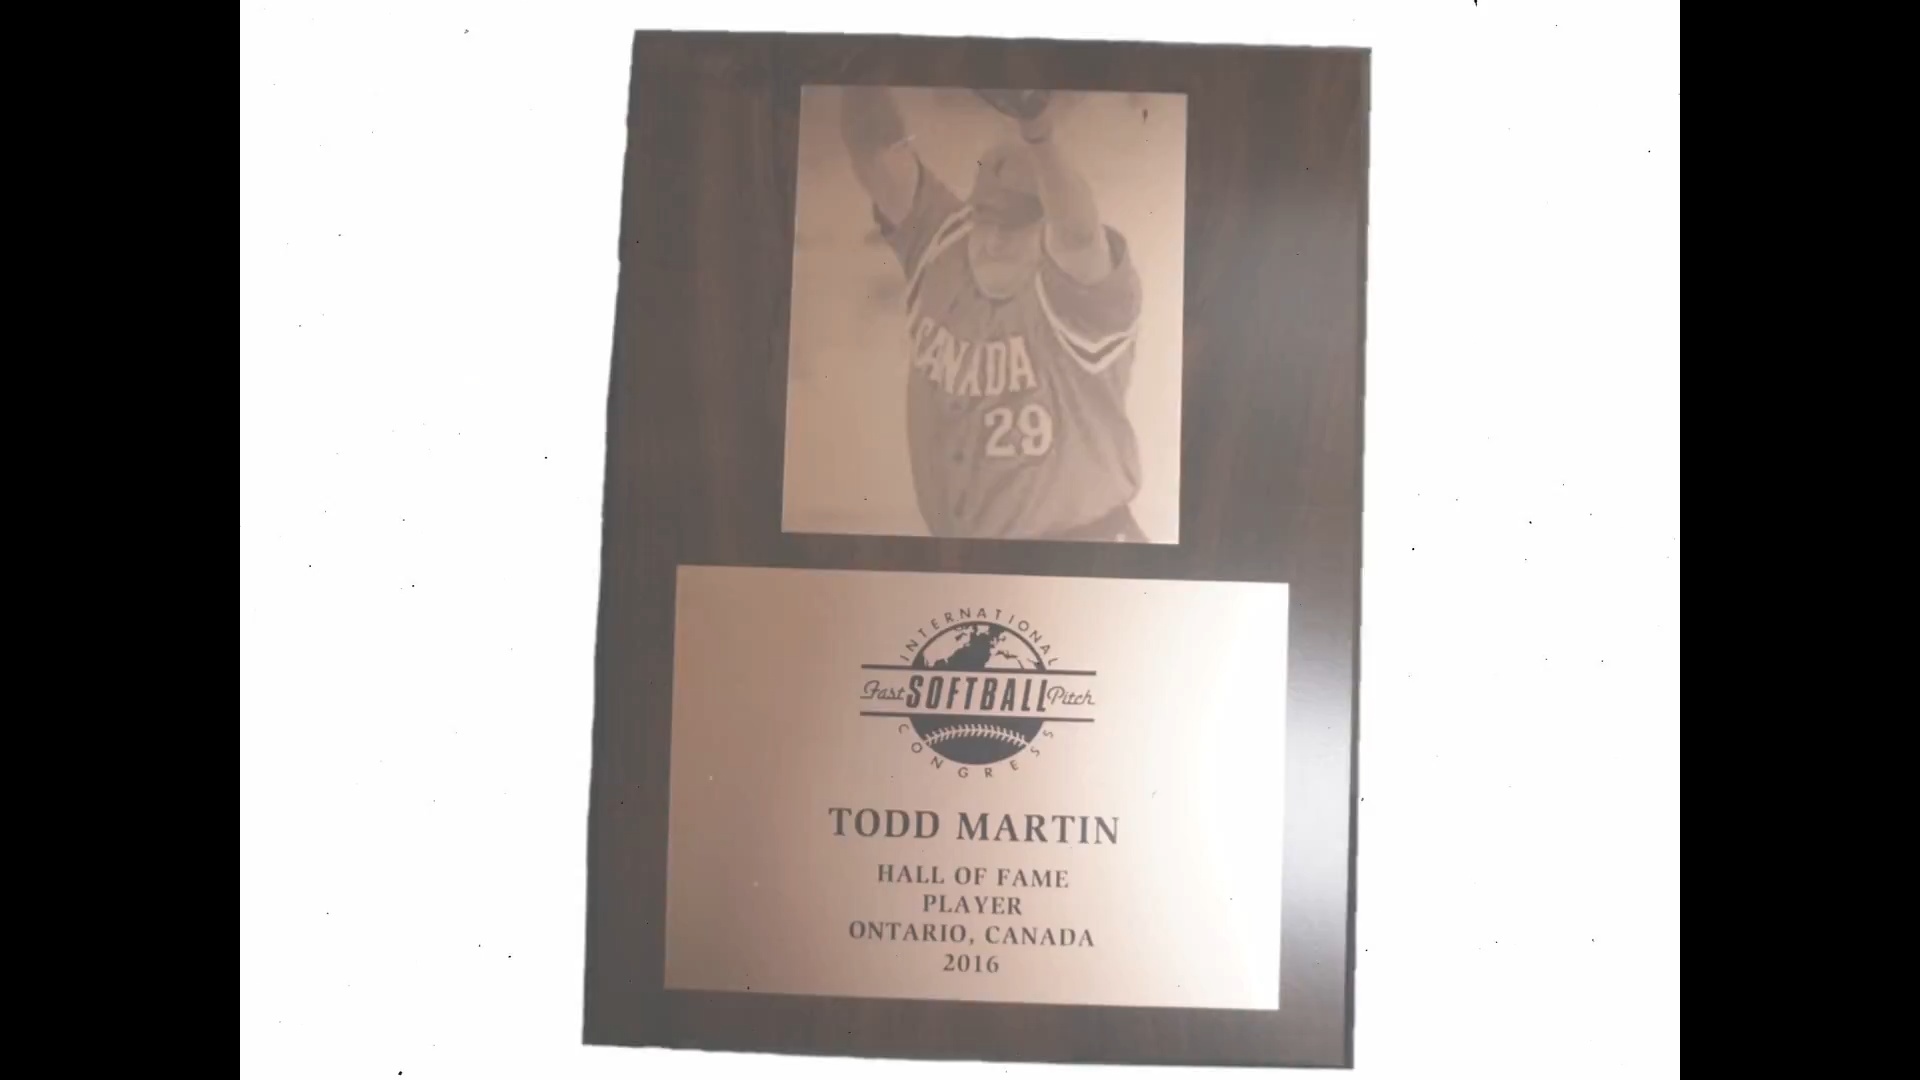 CANADA
29
INTERNATIONAL
Fast SOFTBALL Pitch
CONGRESS
TODD MARTIN
HALL OF FAME
PLAYER
ONTARIO, CANADA
2016